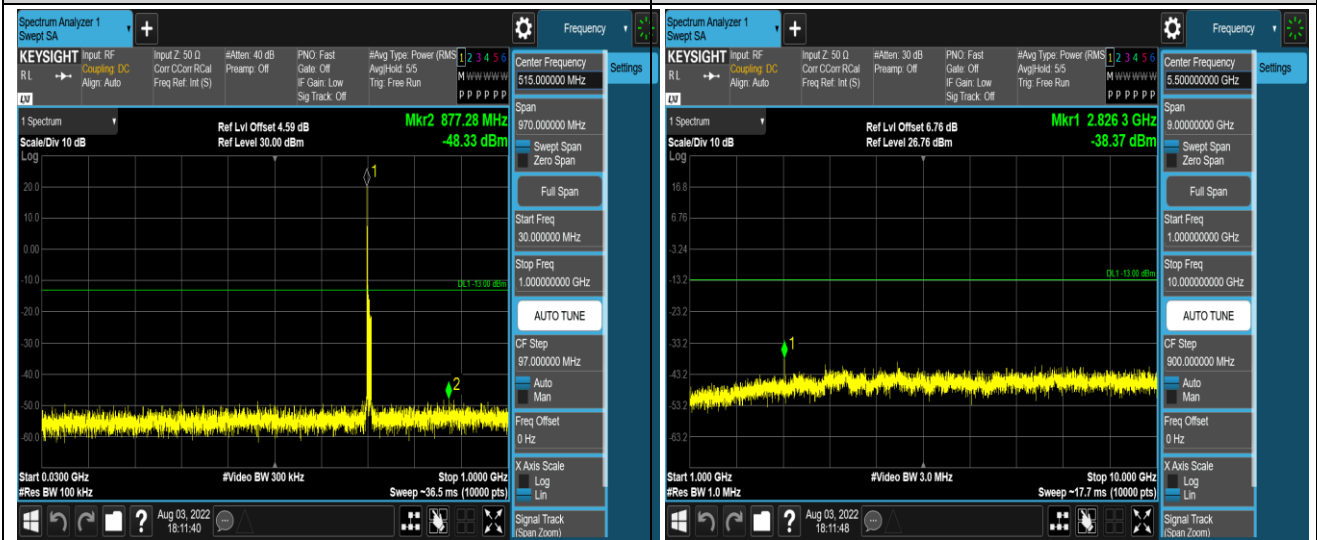 Spectrum Analyzer 1
Swept SA
Frequency
KEYSIGHT
R L
LXI
Input: RF
Coupling: DC
Align: Auto
Input Z: 50 Ω
Corr CCorr RCal
Freq Ref: Int (S)
#Atten: 40 dB
Preamp: Off
PNO: Fast
Gate: Off
IF Gain: Low
Sig Track: Off
#Avg Type: Power (RMS
Avg|Hold: 5/5
Trig: Free Run
1 2 3 4 5 6
M W W W W W
P P P P P P
Center Frequency
515.000000 MHz
Settings
1 Spectrum
Scale/Div 10 dB
Log
Ref Lvl Offset 4.59 dB
Ref Level 30.00 dBm
Mkr2 877.28 MHz
-48.33 dBm
Span
970.000000 MHz
Swept Span
Zero Span
Full Span
Start Freq
30.000000 MHz
Stop Freq
1.000000000 GHz
AUTO TUNE
CF Step
97.000000 MHz
Auto
Man
Freq Offset
0 Hz
X Axis Scale
Log
Lin
Signal Track
(Span Zoom)
1
20.0
10.0
0.00
-10.0
DL1 -13.00 dBm
-20.0
-30.0
-40.0
2
-50.0
-60.0
Start 0.0300 GHz
#Res BW 100 kHz
#Video BW 300 kHz
Stop 1.0000 GHz
Sweep ~36.5 ms (10000 pts)
?
Aug 03, 2022
18:11:40
Spectrum Analyzer 1
Swept SA
Frequency
KEYSIGHT
R L
LXI
Input: RF
Coupling: DC
Align: Auto
Input Z: 50 Ω
Corr CCorr RCal
Freq Ref: Int (S)
#Atten: 30 dB
Preamp: Off
PNO: Fast
Gate: Off
IF Gain: Low
Sig Track: Off
#Avg Type: Power (RMS
Avg|Hold: 5/5
Trig: Free Run
1 2 3 4 5 6
M W W W W W
P P P P P P
Center Frequency
5.500000000 GHz
Settings
1 Spectrum
Scale/Div 10 dB
Log
Ref Lvl Offset 6.76 dB
Ref Level 26.76 dBm
Mkr1 2.826 3 GHz
-38.37 dBm
Span
9.00000000 GHz
Swept Span
Zero Span
Full Span
Start Freq
1.000000000 GHz
Stop Freq
10.000000000 GHz
AUTO TUNE
CF Step
900.000000 MHz
Auto
Man
Freq Offset
0 Hz
X Axis Scale
Log
Lin
Signal Track
(Span Zoom)
16.8
6.76
-3.24
DL1 -13.00 dBm
-13.2
-23.2
-33.2
1
-43.2
-53.2
-63.2
Start 1.000 GHz
#Res BW 1.0 MHz
#Video BW 3.0 MHz
Stop 10.000 GHz
Sweep ~17.7 ms (10000 pts)
?
Aug 03, 2022
18:11:48